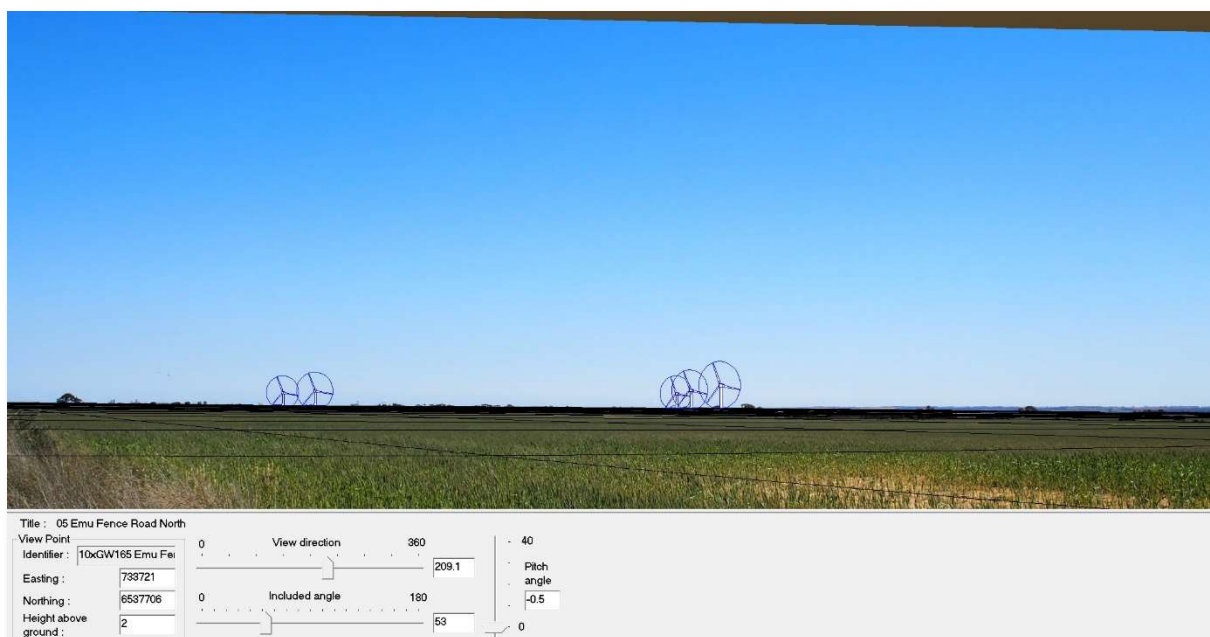 Title : 05 Emu Fence Road North
View Point
Identifier : 10xGW165 Emu Fe
Easting : 733721
Northing : 6537706
Height above ground : 2
0 View direction 360
209.1
0 Included angle 180
53
40
Pitch angle
-0.5
0